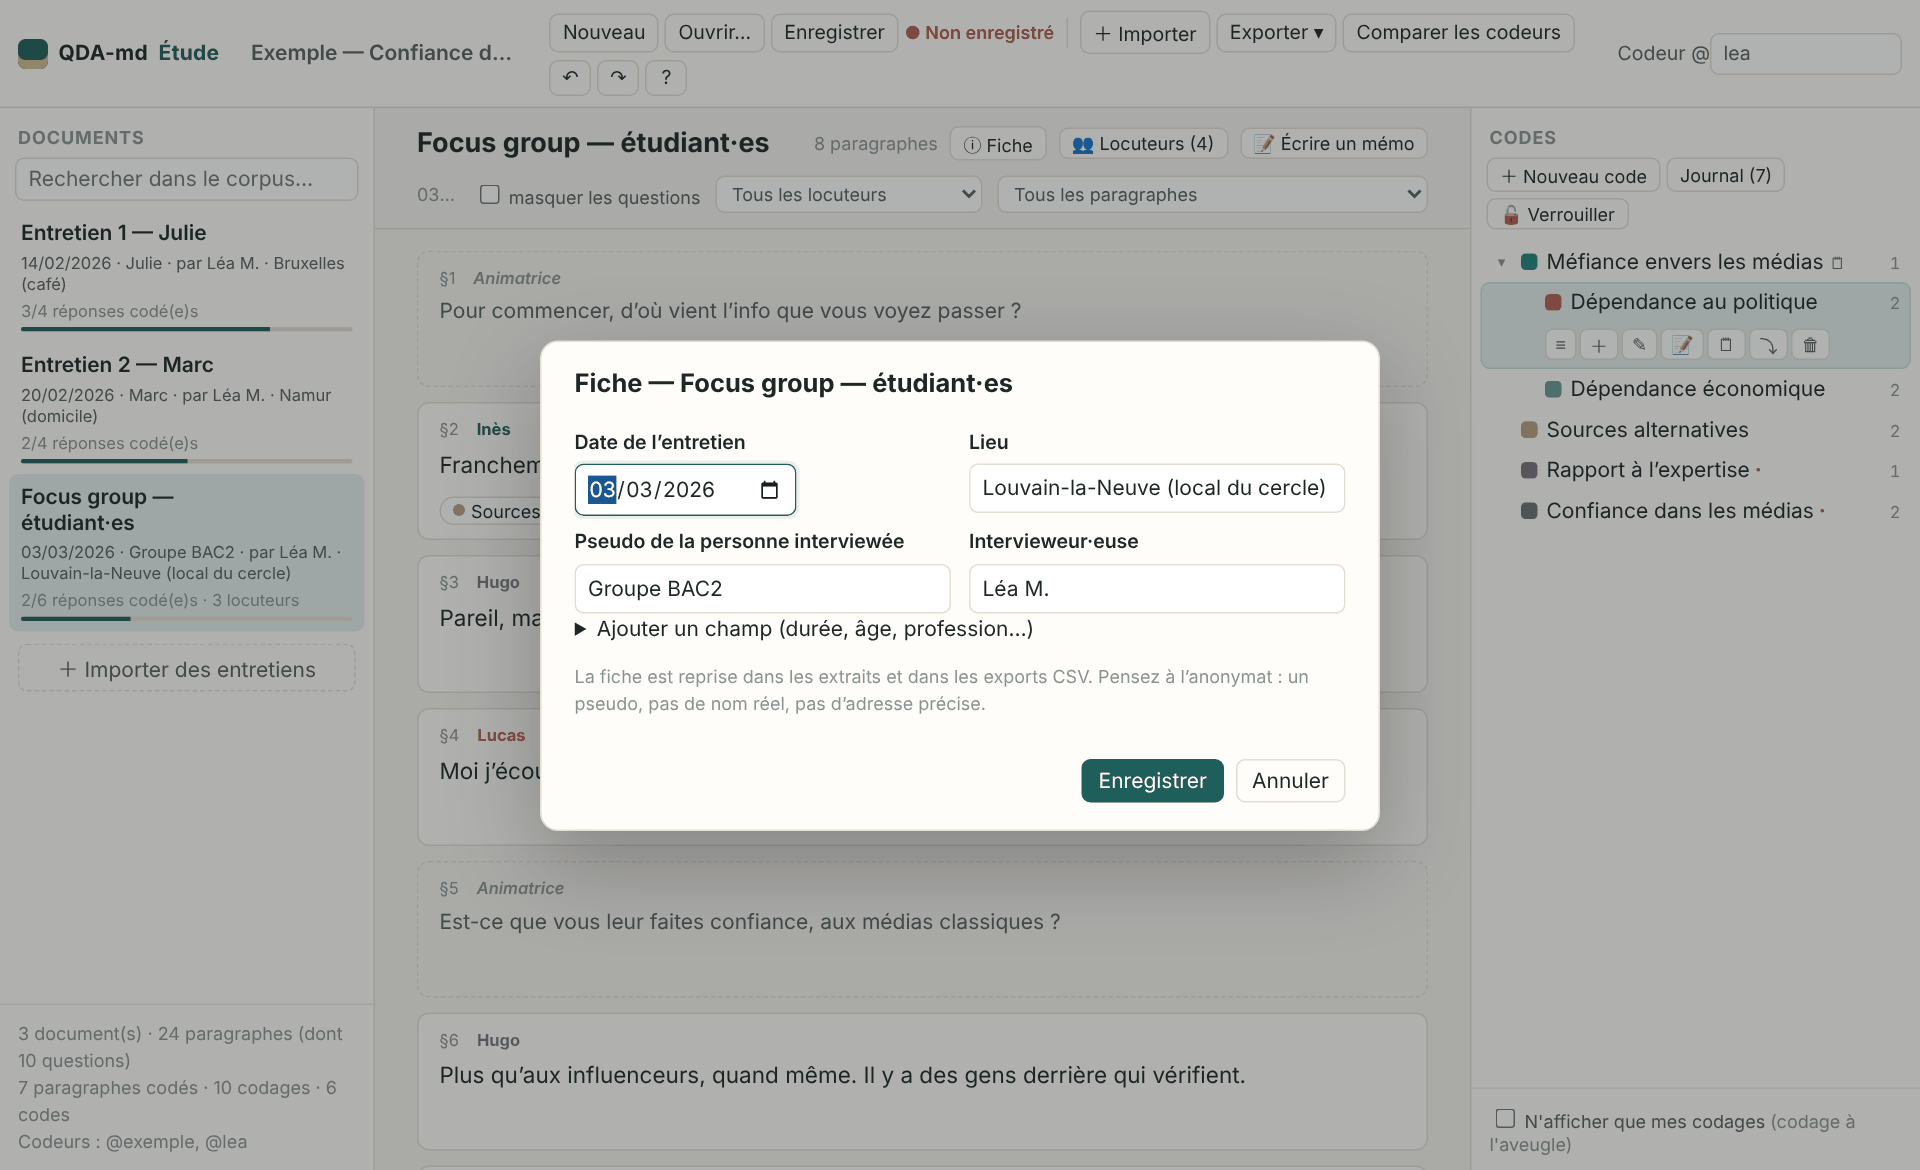 QDA-md Étude
Exemple — Confiance d...
Nouveau
Ouvrir...
Enregistrer
Non enregistré
+ Importer
Exporter ▾
Comparer les codeurs
↶
↷
?
Codeur @
lea
DOCUMENTS
Rechercher dans le corpus...
Entretien 1 — Julie
14/02/2026 · Julie · par Léa M. · Bruxelles
(café)
3/4 réponses codé(e)s
Entretien 2 — Marc
20/02/2026 · Marc · par Léa M. · Namur
(domicile)
2/4 réponses codé(e)s
Focus group —
étudiant·es
03/03/2026 · Groupe BAC2 · par Léa M. ·
Louvain-la-Neuve (local du cercle)
2/6 réponses codé(e)s · 3 locuteurs
+ Importer des entretiens
3 document(s) · 24 paragraphes (dont
10 questions)
7 paragraphes codés · 10 codages · 6
codes
Codeurs : @exemple, @lea
Focus group — étudiant·es
8 paragraphes
ⓘ Fiche
👥 Locuteurs (4)
📝 Écrire un mémo
03...
masquer les questions
Tous les locuteurs
Tous les paragraphes
§1 Animatrice
Pour commencer, d’où vient l’info que vous voyez passer ?
§2 Inès
Franchem
Sources
§3 Hugo
Pareil, ma
§4 Lucas
Moi j’écou
§5 Animatrice
Est-ce que vous leur faites confiance, aux médias classiques ?
§6 Hugo
Plus qu’aux influenceurs, quand même. Il y a des gens derrière qui vérifient.
Fiche — Focus group — étudiant·es
Date de l’entretien
03/03/2026
Lieu
Louvain-la-Neuve (local du cercle)
Pseudo de la personne interviewée
Groupe BAC2
Intervieweur·euse
Léa M.
▶ Ajouter un champ (durée, âge, profession...)
La fiche est reprise dans les extraits et dans les exports CSV. Pensez à l’anonymat : un
pseudo, pas de nom réel, pas d’adresse précise.
Enregistrer
Annuler
CODES
+ Nouveau code
Journal (7)
🔓 Verrouiller
▾ Méfiance envers les médias 1
Dépendance au politique 2
Dépendance économique 2
Sources alternatives 2
Rapport à l’expertise · 1
Confiance dans les médias · 2
N'afficher que mes codages (codage à
l'aveugle)